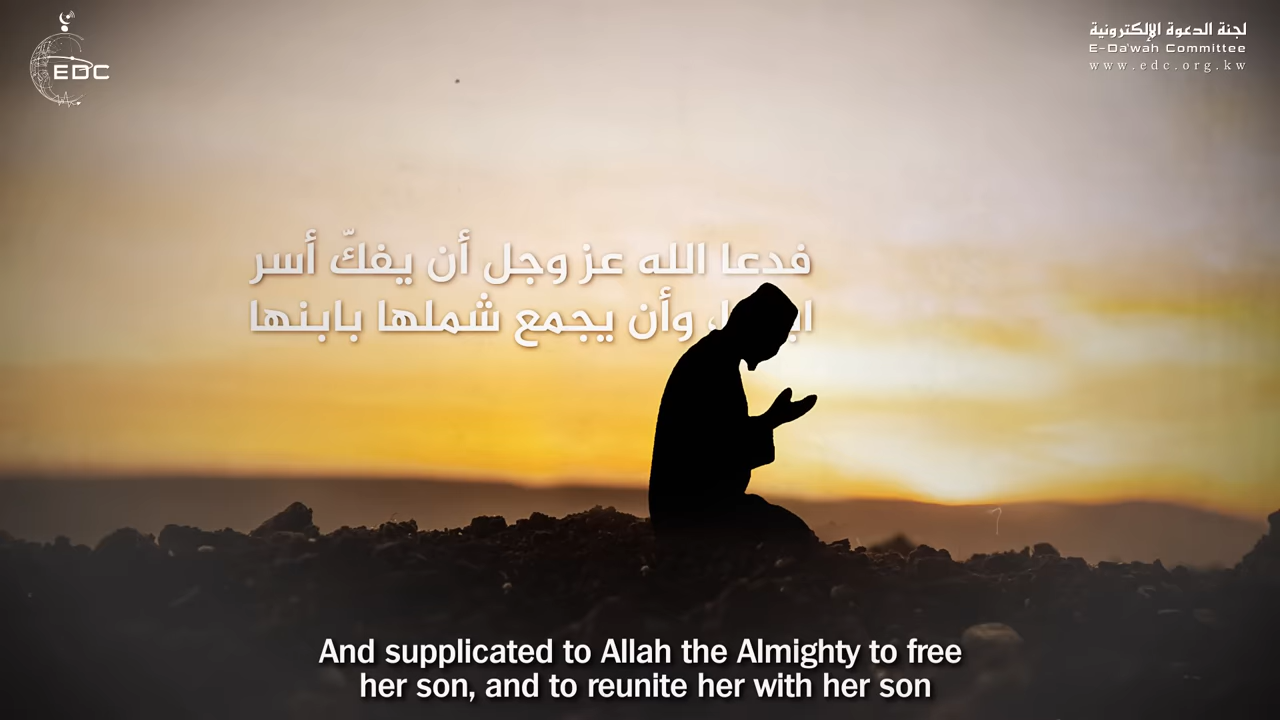 EDC
لجنة الدعوة الإلكترونية
E-Da'wah Committee
www.edc.org.kw
فدعا الله عز وجل أن يفكّ أسر
وأن يجمع شملها بابنها
And supplicated to Allah the Almighty to free
her son, and to reunite her with her son